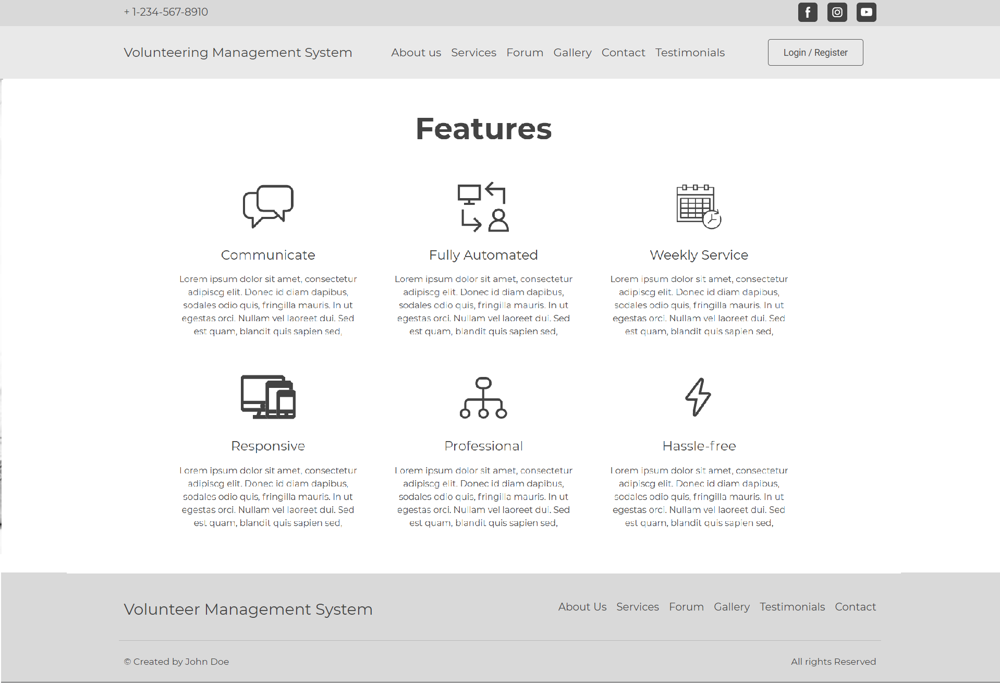 + 1-234-567-8910
Volunteering Management System
About us Services Forum Gallery Contact Testimonials
Login / Register
Features
Communicate
Lorem ipsum dolor sit amet, consectetur
adipiscg elit. Donec id diam dapibus,
sodales odio quis, fringilla mauris. In ut
egestas orci. Nullam vel laoreet dui. Sed
est quam, blandit quis sapien sed,
Fully Automated
Lorem ipsum dolor sit amet, consectetur
adipiscg elit. Donec id diam dapibus,
sodales odio quis, fringilla mauris. In ut
egestas orci. Nullam vel laoreet dui. Sed
est quam, blandit quis sapien sed,
Weekly Service
Lorem ipsum dolor sit amet, consectetur
adipiscg elit. Donec id diam dapibus,
sodales odio quis, fringilla mauris. In ut
egestas orci. Nullam vel laoreet dui. Sed
est quam, blandit quis sapien sed,
Responsive
Lorem ipsum dolor sit amet, consectetur
adipiscg elit. Donec id diam dapibus,
sodales odio quis, fringilla mauris. In ut
egestas orci. Nullam vel laoreet dui. Sed
est quam, blandit quis sapien sed,
Professional
Lorem ipsum dolor sit amet, consectetur
adipiscg elit. Donec id diam dapibus,
sodales odio quis, fringilla mauris. In ut
egestas orci. Nullam vel laoreet dui. Sed
est quam, blandit quis sapien sed,
Hassle-free
Lorem ipsum dolor sit amet, consectetur
adipiscg elit. Donec id diam dapibus,
sodales odio quis, fringilla mauris. In ut
egestas orci. Nullam vel laoreet dui. Sed
est quam, blandit quis sapien sed,
Volunteer Management System
About Us Services Forum Gallery Testimonials Contact
© Created by John Doe
All rights Reserved